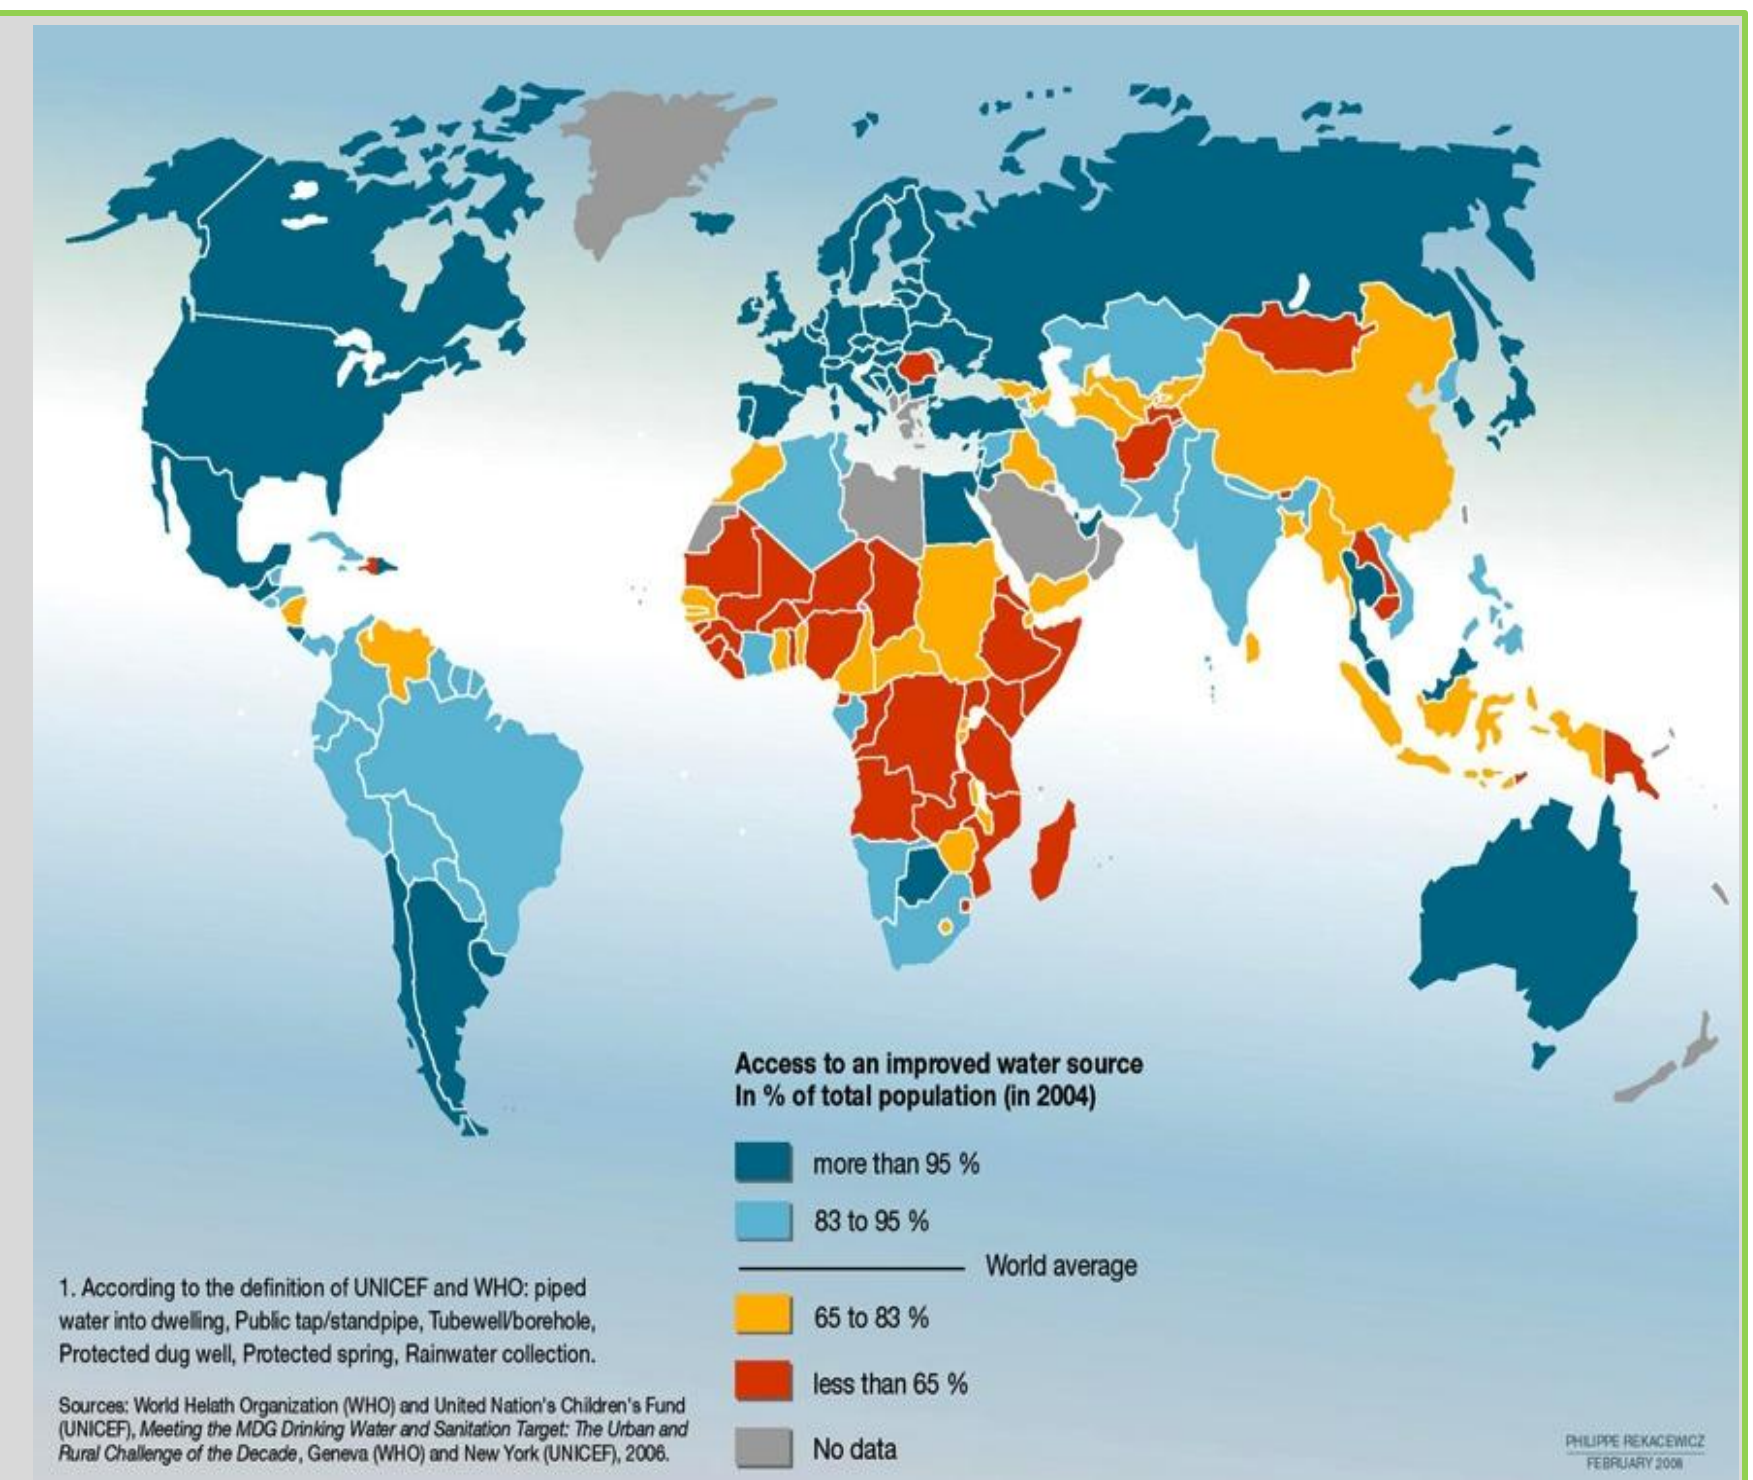 Access to an improved water source
In % of total population (in 2004)
more than 95 %
83 to 95 %
World average
65 to 83 %
less than 65 %
No data
1. According to the definition of UNICEF and WHO: piped
water into dwelling, Public tap/standpipe, Tubewell/borehole,
Protected dug well, Protected spring, Rainwater collection.
Sources: World Helath Organization (WHO) and United Nation's Children's Fund
(UNICEF), Meeting the MDG Drinking Water and Sanitation Target: The Urban and
Rural Challenge of the Decade, Geneva (WHO) and New York (UNICEF), 2006.
PHILIPPE REKACEWICZ
FEBRUARY